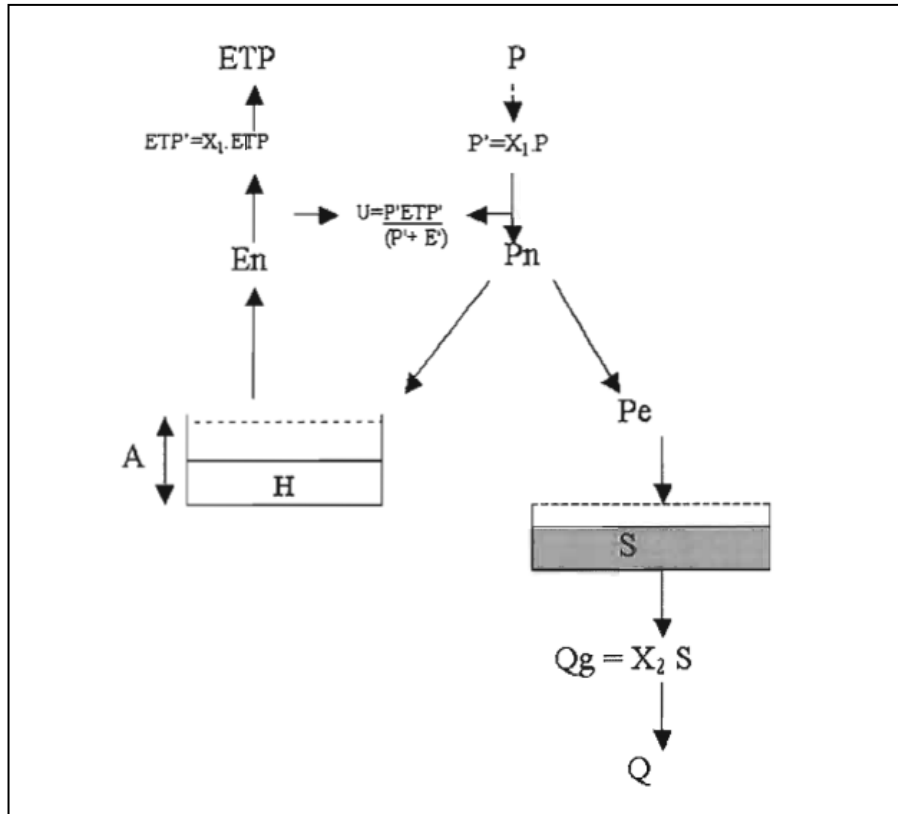 ETP P
ETP'=X₁.ETP P'=X₁.P
U=P'ETP'
(P'+ E')
En Pn
Pe
A
H
S
Qg = X₂ S
Q